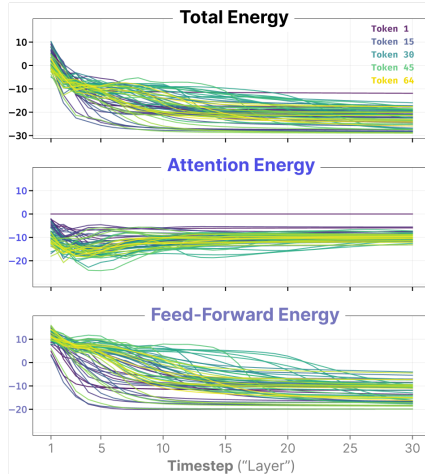 Total Energy
Token 1
Token 15
Token 30
Token 45
Token 64
10
0
−10
−20
−30
Attention Energy
10
0
−10
−20
Feed-Forward Energy
10
0
−10
−20
1
5
10
15
20
25
30
Timestep (“Layer”)